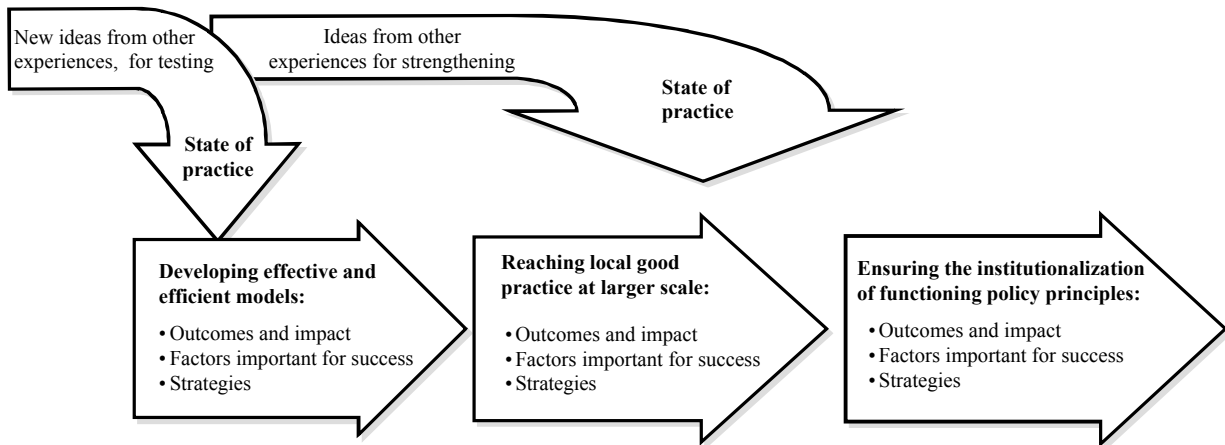 New ideas from other
experiences, for testing
Ideas from other
experiences for strengthening
State of
practice
State of
practice
Developing effective and
efficient models:
• Outcomes and impact
• Factors important for success
• Strategies
Reaching local good
practice at larger scale:
• Outcomes and impact
• Factors important for success
• Strategies
Ensuring the institutionalization
of functioning policy principles:
• Outcomes and impact
• Factors important for success
• Strategies